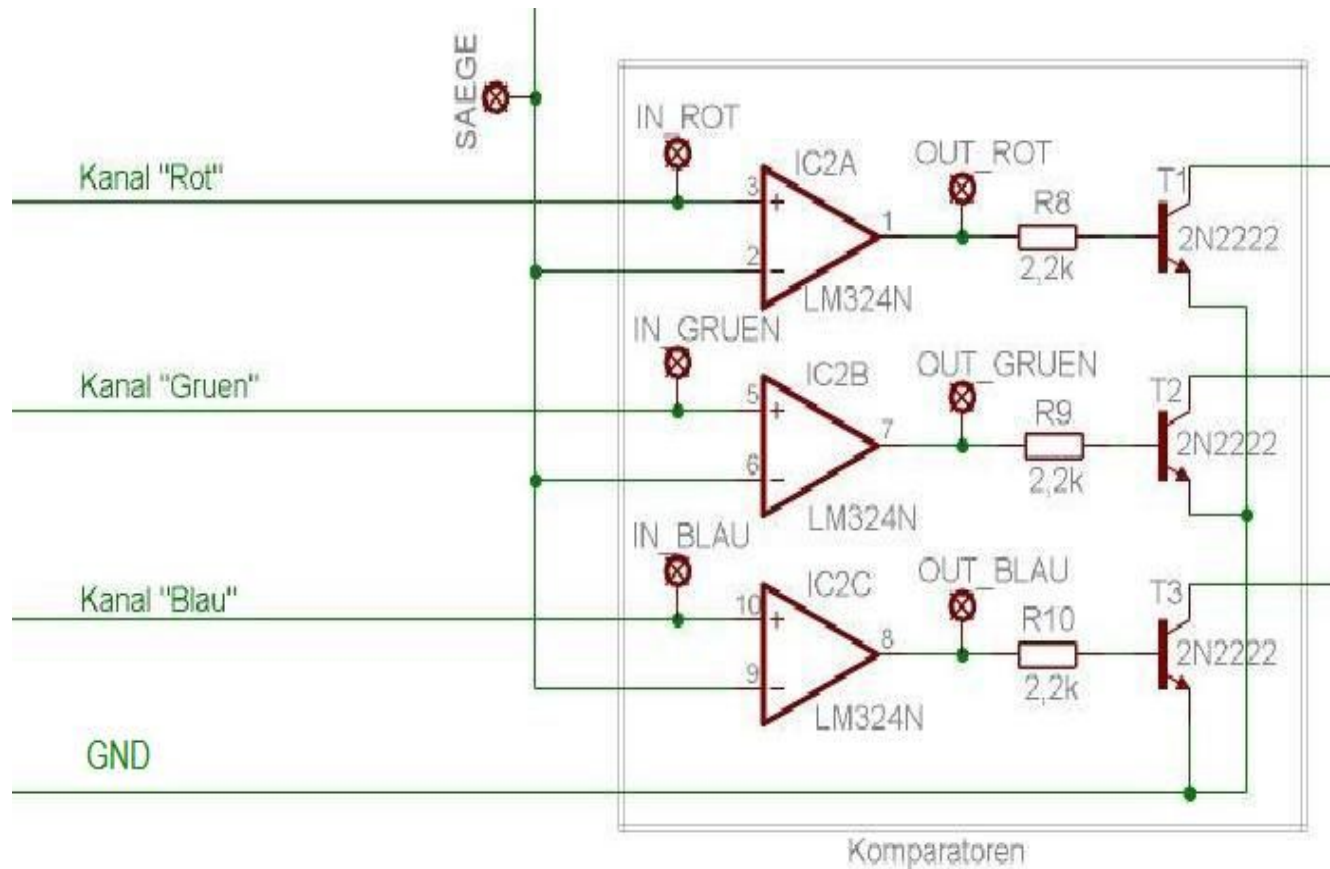 SAEGE
IN_ROT
Kanal "Rot"
3
+
2
-
IC2A
1
LM324N
OUT_ROT
R8
2,2k
T1
2N2222
IN_GRUEN
Kanal "Gruen"
5
+
6
-
IC2B
7
LM324N
OUT_GRUEN
R9
2,2k
T2
2N2222
IN_BLAU
Kanal "Blau"
10
+
9
-
IC2C
8
LM324N
OUT_BLAU
R10
2,2k
T3
2N2222
GND
Komparatoren